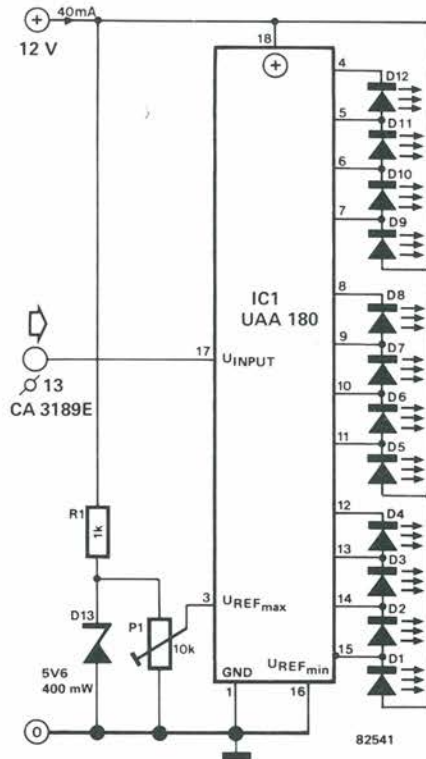 + 40mA
12 V
18
+
4 D12
5 D11
6 D10
7 D9
IC1
UAA 180
8 D8
9 D7
17 UINPUT
10 D6
∅ 13
CA 3189E
11 D5
12 D4
R1
1k
13 D3
3 UREFmax
14 D2
D13
P1
10k
15 D1
5V6
400 mW
GND UREFmin
1 16
0
82541